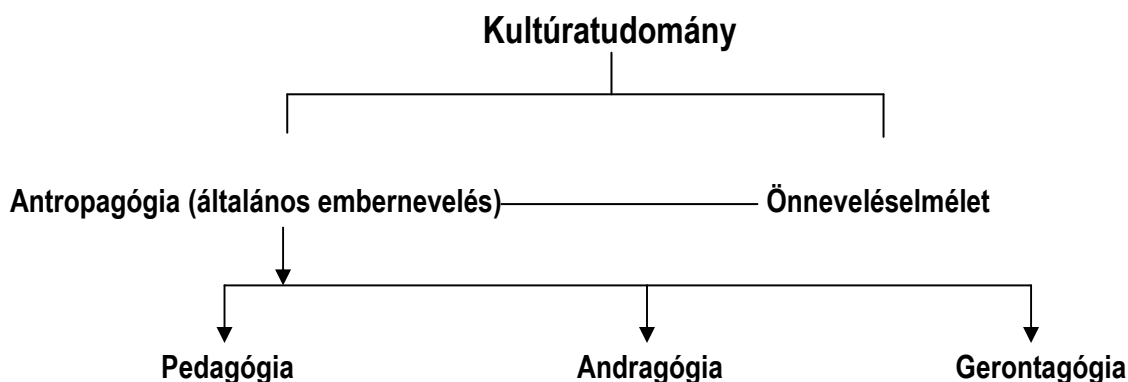 Kultúratudomány
Antropagógia (általános embernevelés) Önneveléselmélet
Pedagógia Andragógia Gerontagógia